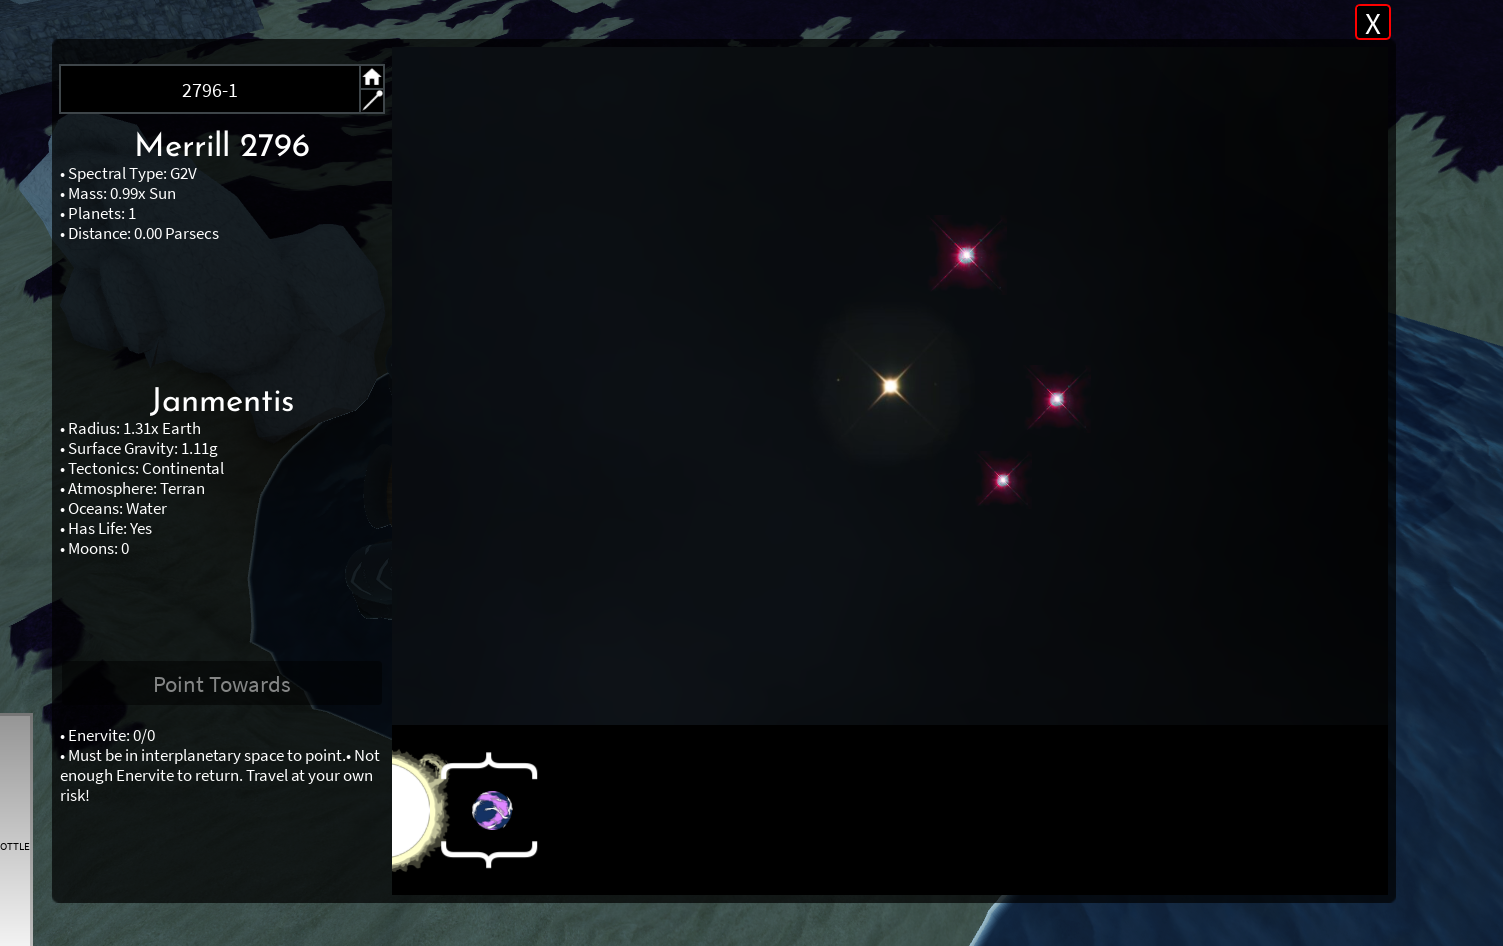 X
2796-1
Merrill 2796
• Spectral Type: G2V
• Mass: 0.99x Sun
• Planets: 1
• Distance: 0.00 Parsecs
Janmentis
• Radius: 1.31x Earth
• Surface Gravity: 1.11g
• Tectonics: Continental
• Atmosphere: Terran
• Oceans: Water
• Has Life: Yes
• Moons: 0
Point Towards
• Enervite: 0/0
• Must be in interplanetary space to point.• Not
enough Enervite to return. Travel at your own
risk!
OTTLE